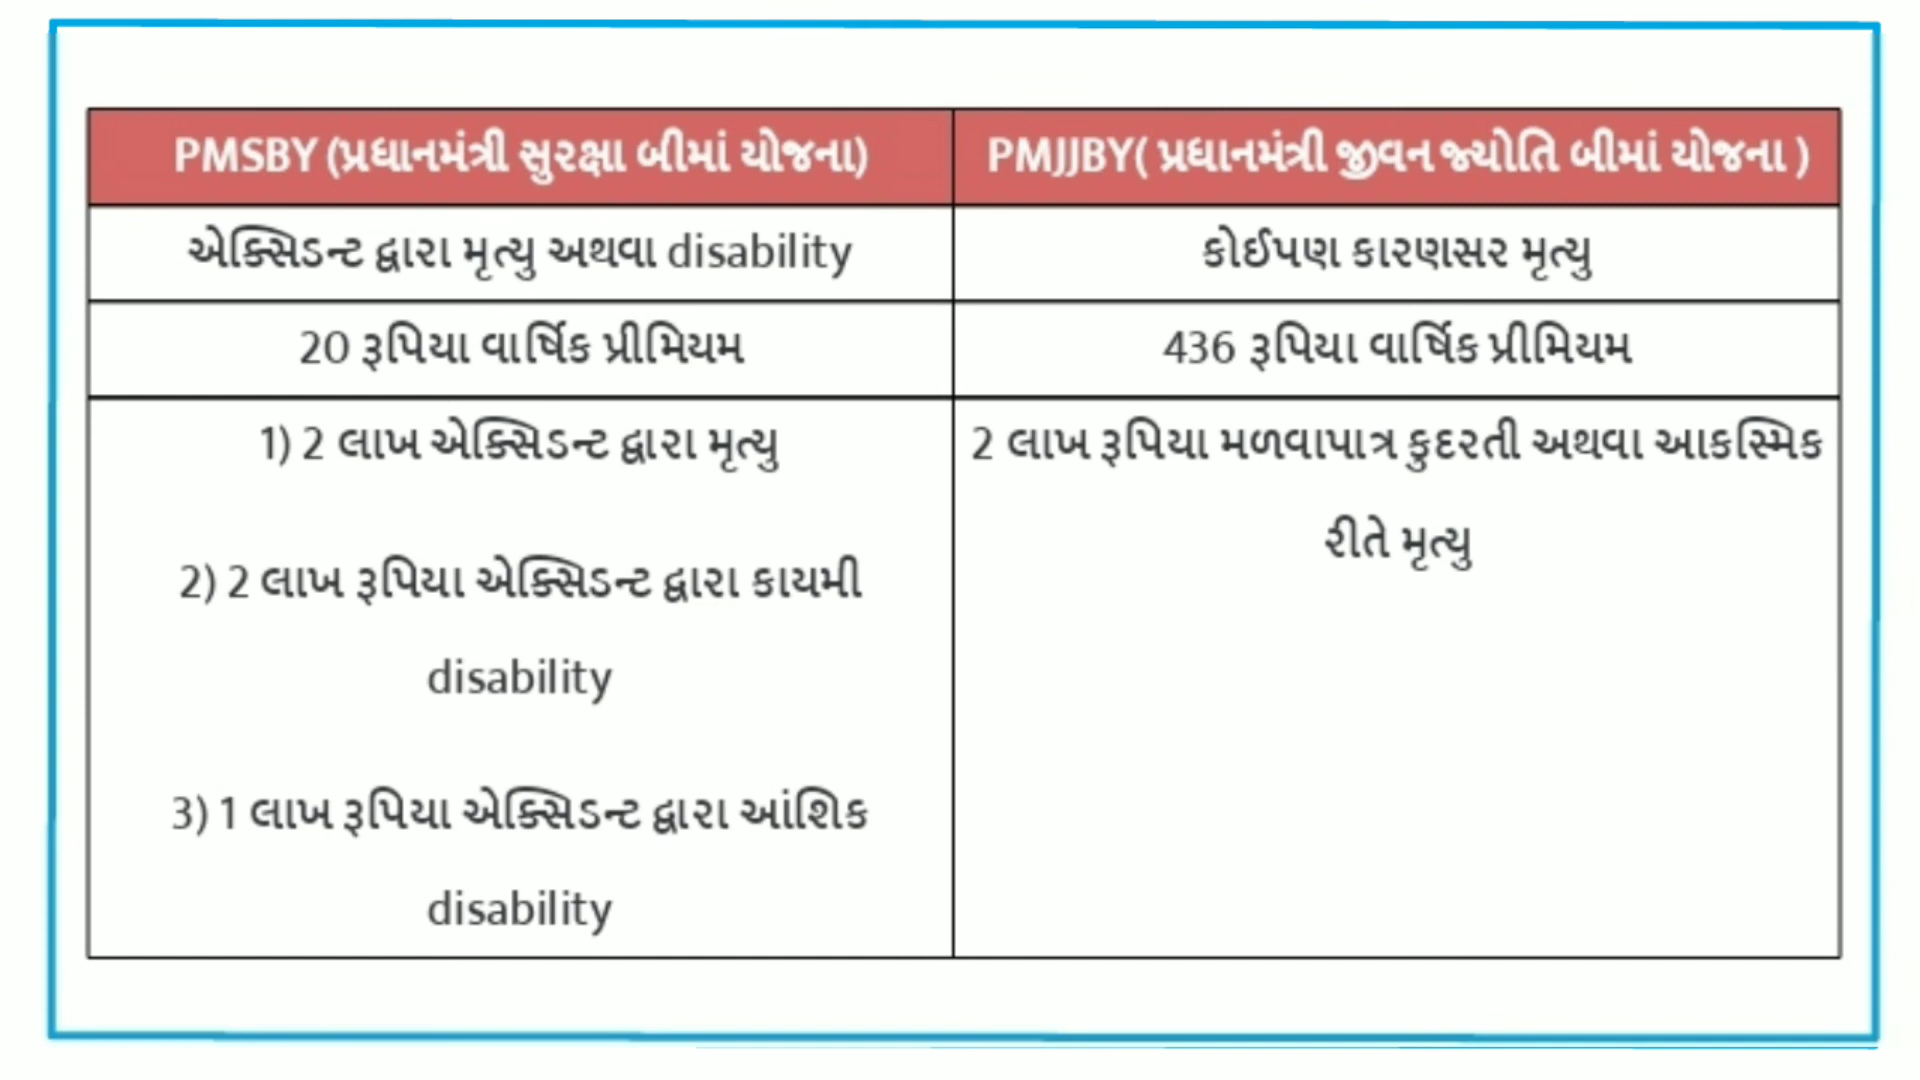 PMSBY (પ્રધાનમંત્રી સુરક્ષા બીમાં યોજના)
PMJJBY( પ્રધાનમંત્રી જીવન જ્યોતિ બીમાં યોજના )
એક્સિડન્ટ દ્વારા મૃત્યુ અથવા disability
કોઈપણ કારણસર મૃત્યુ
20 રૂપિયા વાર્ષિક પ્રીમિયમ
436 રૂપિયા વાર્ષિક પ્રીમિયમ
1) 2 લાખ એક્સિડન્ટ દ્વારા મૃત્યુ
2) 2 લાખ રૂપિયા એક્સિડન્ટ દ્વારા કાયમી
disability
3) 1 લાખ રૂપિયા એક્સિડન્ટ દ્વારા આંશિક
disability
2 લાખ રૂપિયા મળવાપાત્ર કુદરતી અથવા આકસ્મિક
રીતે મૃત્યુ